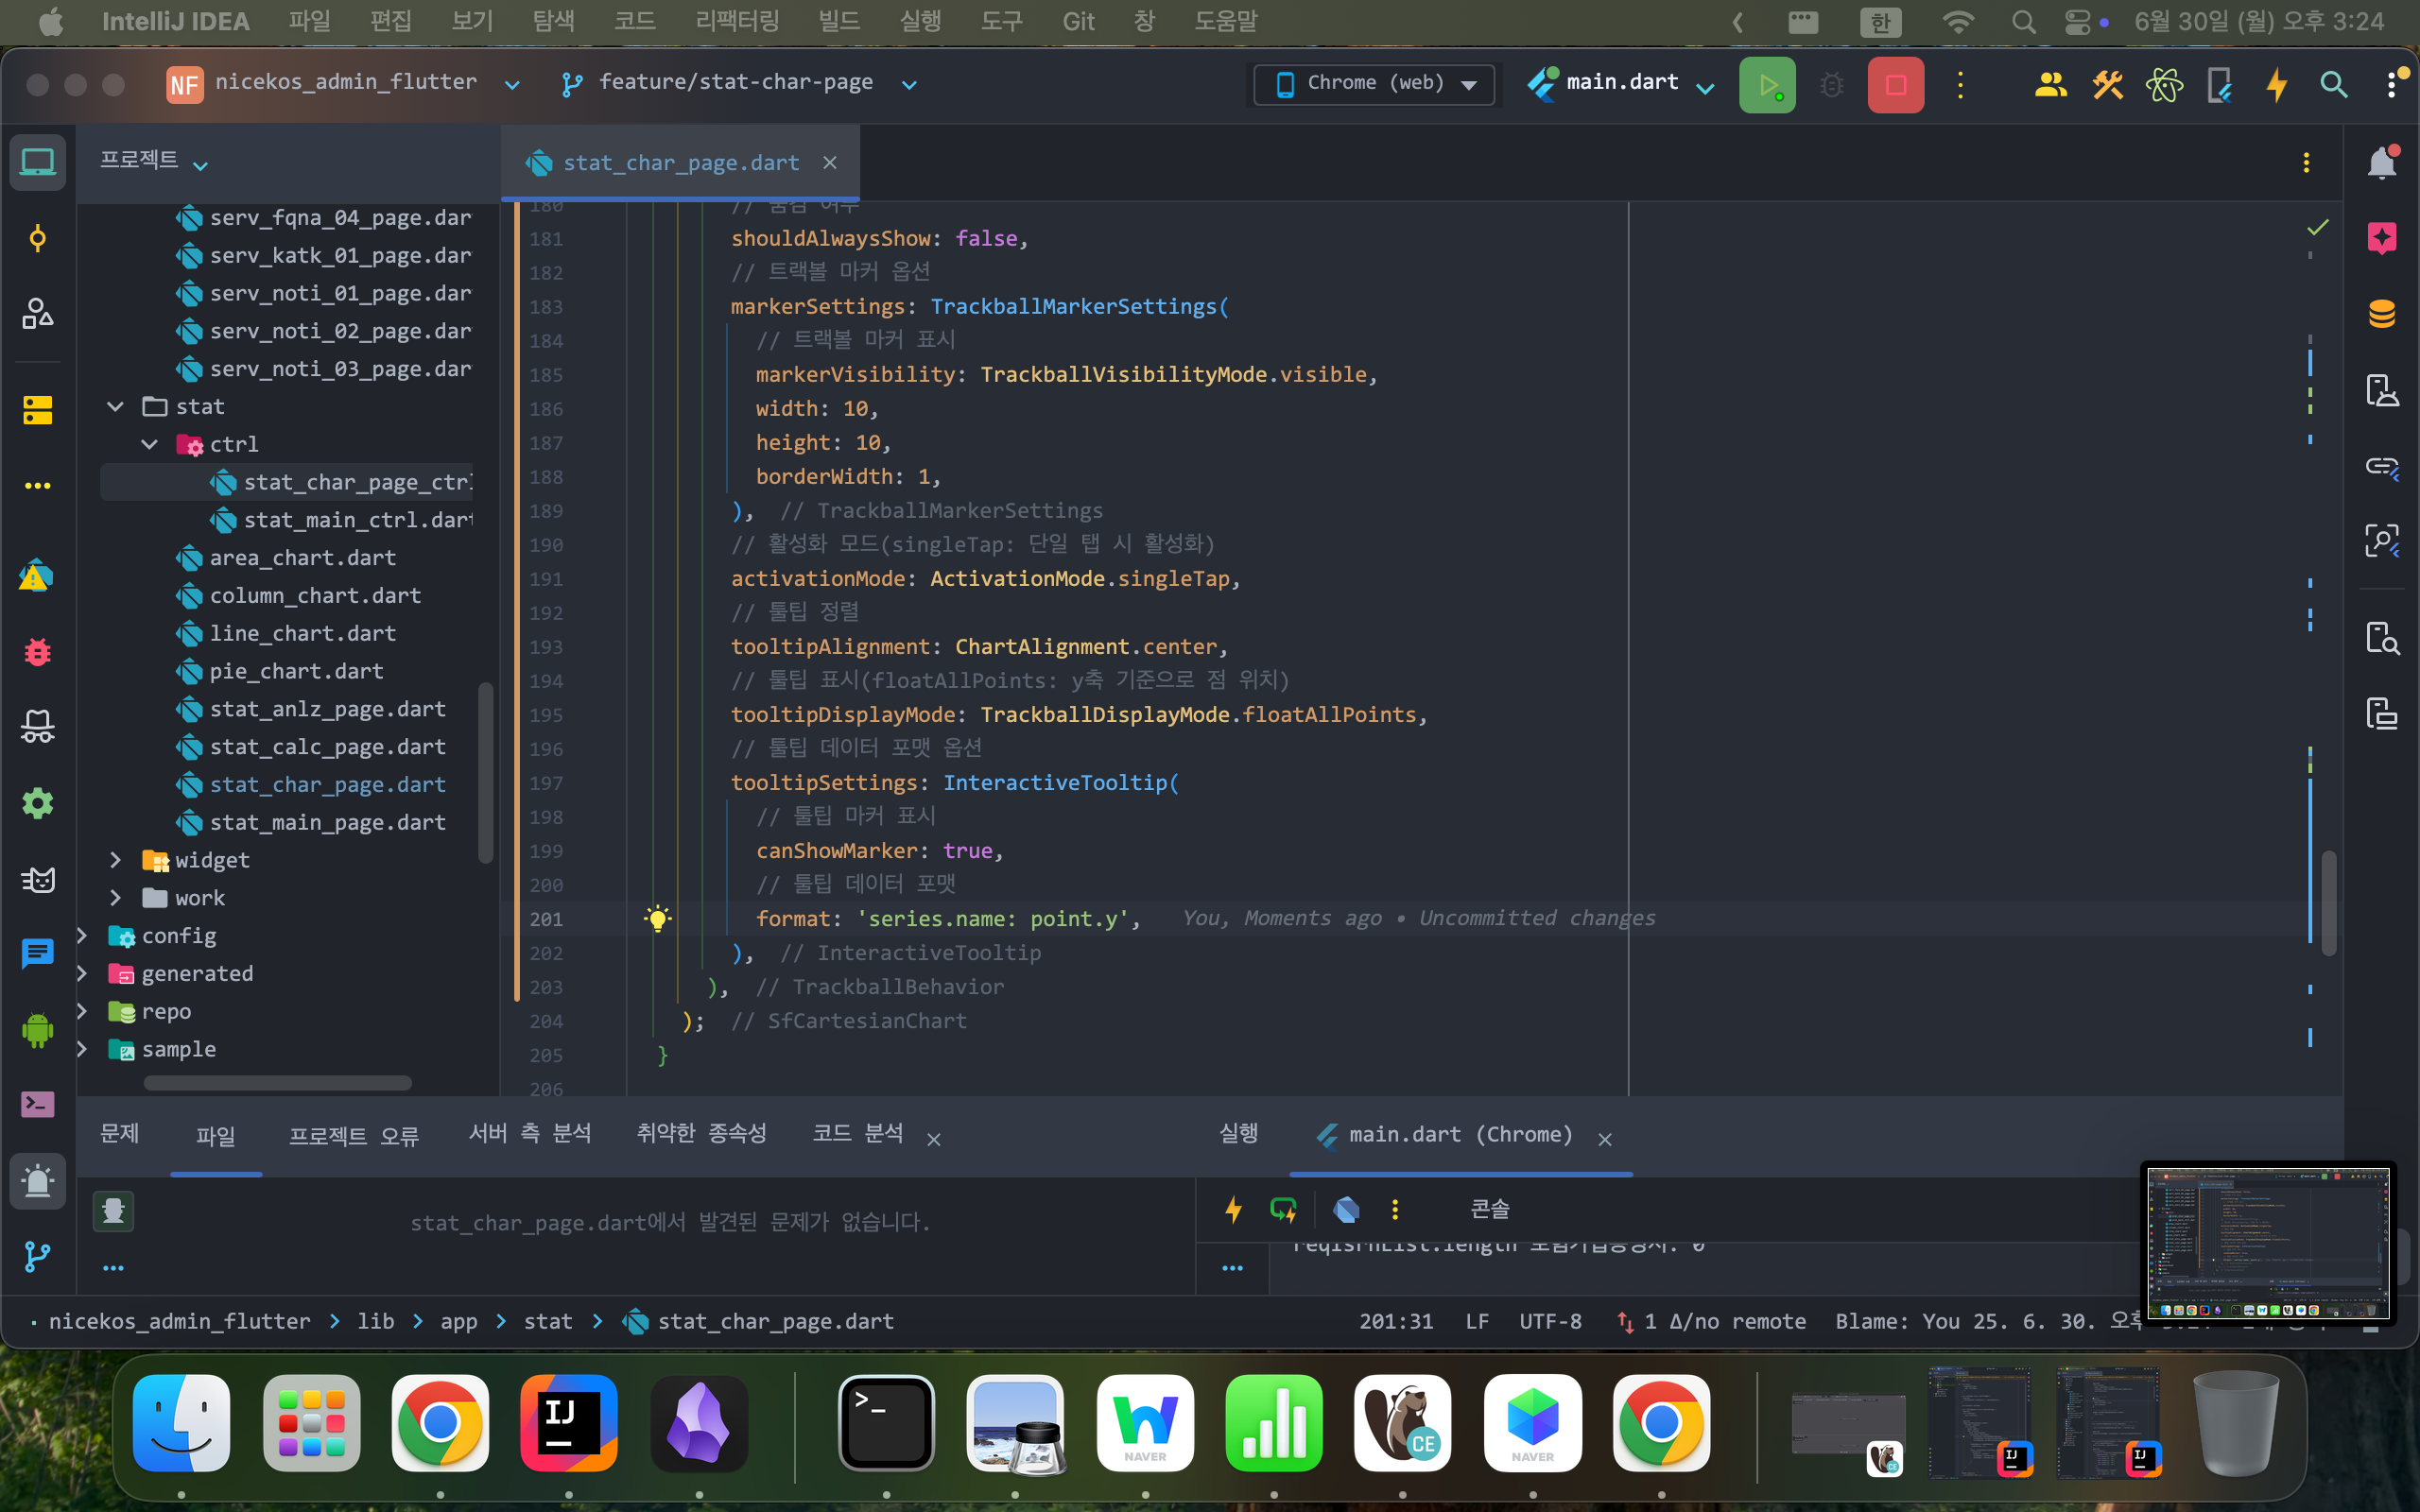 IntelliJ IDEA 파일 편집 보기 탐색 코드 리팩터링 빌드 실행 도구 Git 창 도움말 한 6월 30일 (월) 오후 3:24
NF nicekos_admin_flutter feature/stat-char-page Chrome (web) main.dart
프로젝트
stat_char_page.dart
serv_fqna_04_page.dar
serv_katk_01_page.dar
serv_noti_01_page.dar
serv_noti_02_page.dar
serv_noti_03_page.dar
stat
ctrl
stat_char_page_ctr
stat_main_ctrl.dart
area_chart.dart
column_chart.dart
line_chart.dart
pie_chart.dart
stat_anlz_page.dart
stat_calc_page.dart
stat_char_page.dart
stat_main_page.dart
widget
work
config
generated
repo
sample
180 // 숨김 여부
181 shouldAlwaysShow: false,
182 // 트랙볼 마커 옵션
183 markerSettings: TrackballMarkerSettings(
184 // 트랙볼 마커 표시
185 markerVisibility: TrackballVisibilityMode.visible,
186 width: 10,
187 height: 10,
188 borderWidth: 1,
189 ), // TrackballMarkerSettings
190 // 활성화 모드(singleTap: 단일 탭 시 활성화)
191 activationMode: ActivationMode.singleTap,
192 // 툴팁 정렬
193 tooltipAlignment: ChartAlignment.center,
194 // 툴팁 표시(floatAllPoints: y축 기준으로 점 위치)
195 tooltipDisplayMode: TrackballDisplayMode.floatAllPoints,
196 // 툴팁 데이터 포맷 옵션
197 tooltipSettings: InteractiveTooltip(
198 // 툴팁 마커 표시
199 canShowMarker: true,
200 // 툴팁 데이터 포맷
201 format: 'series.name: point.y', You, Moments ago • Uncommitted changes
202 ), // InteractiveTooltip
203 ), // TrackballBehavior
204 ); // SfCartesianChart
205 }
206
문제 파일 프로젝트 오류 서버 측 분석 취약한 종속성 코드 분석
실행 main.dart (Chrome)
stat_char_page.dart에서 발견된 문제가 없습니다.
콘솔
nicekos_admin_flutter lib app stat stat_char_page.dart
201:31 LF UTF-8 1 Δ/no remote Blame: You 25. 6. 30.
IJ NAVER CE NAVER CE IJ IJ